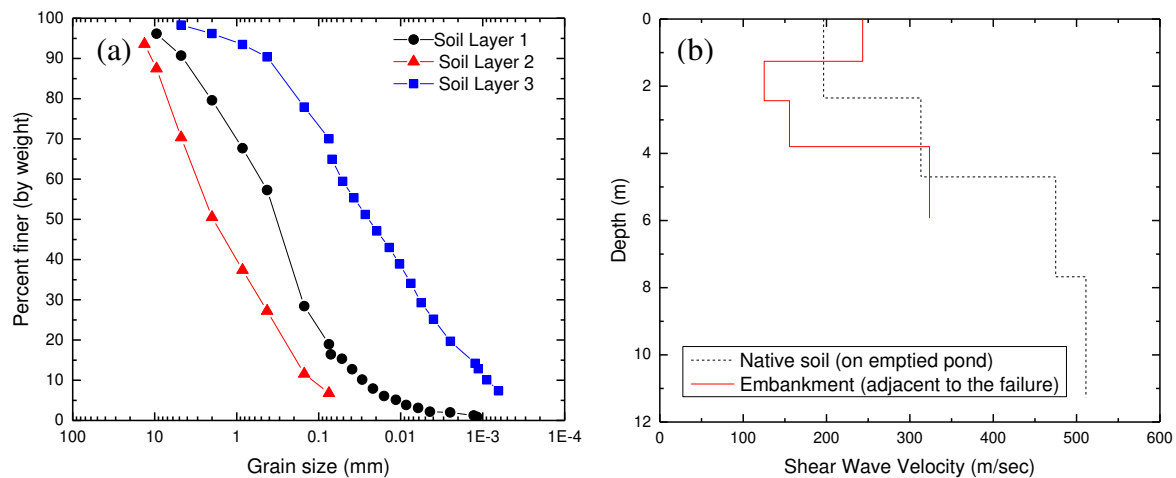 (a)
Soil Layer 1
Soil Layer 2
Soil Layer 3
100
90
80
70
60
50
40
30
20
10
0
Percent finer (by weight)
100
10
1
0.1
0.01
1E-3
1E-4
Grain size (mm)
(b)
0
2
4
6
8
10
12
Depth (m)
Native soil (on emptied pond)
Embankment (adjacent to the failure)
0
100
200
300
400
500
600
Shear Wave Velocity (m/sec)